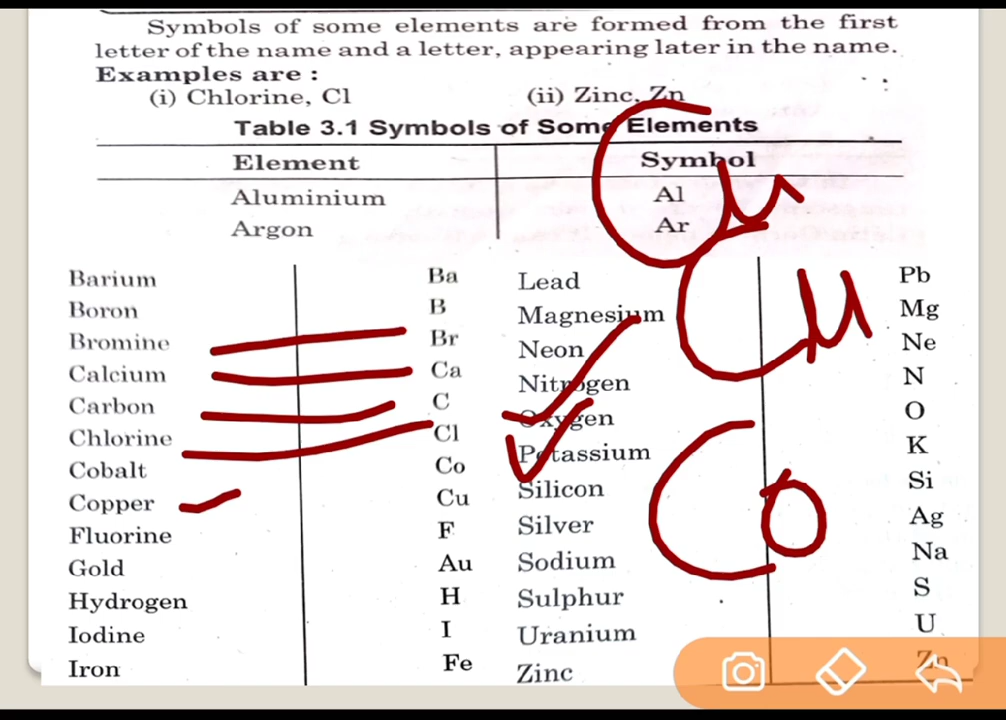 Symbols of some elements are formed from the first
letter of the name and a letter, appearing later in the name.
Examples are :
(i) Chlorine, Cl (ii) Zinc, Zn
Table 3.1 Symbols of Some Elements
Element Symbol
Aluminium Al
Argon Ar
Cu
Barium Ba Lead Pb
Boron B Magnesium Mg
Bromine Br Neon Ne
Calcium Ca Nitrogen N
Cu
Carbon C Oxygen O
Chlorine Cl Potassium K
Cobalt Co Silicon Si
Copper Cu Silver Ag
Co
Fluorine F Sodium Na
Gold Au Sulphur S
Hydrogen H Uranium U
Iodine I Zinc Zn
Iron Fe